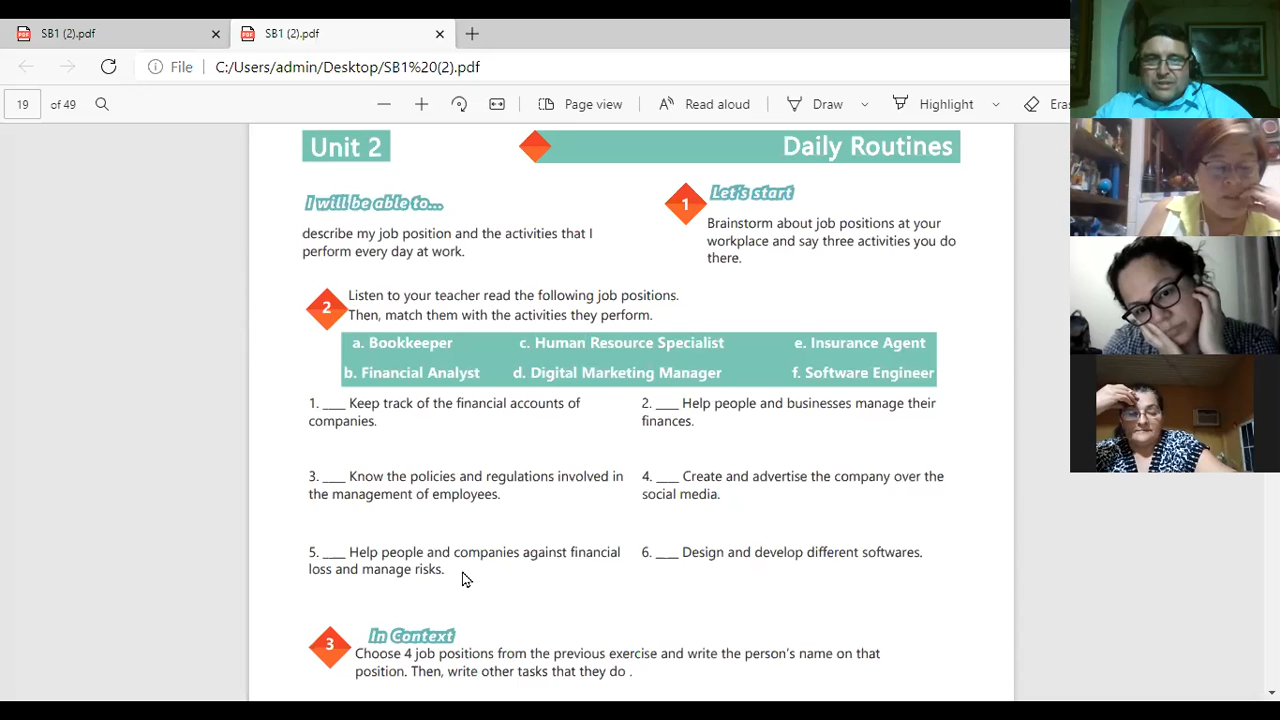 SB1 (2).pdf
SB1 (2).pdf
File
C:/Users/admin/Desktop/SB1%20(2).pdf
19 of 49
Page view
Read aloud
Draw
Highlight
Unit 2
Daily Routines
I will be able to...
describe my job position and the activities that I
perform every day at work.
1
Let's start
Brainstorm about job positions at your
workplace and say three activities you do
there.
2
Listen to your teacher read the following job positions.
Then, match them with the activities they perform.
a. Bookkeeper
c. Human Resource Specialist
e. Insurance Agent
b. Financial Analyst
d. Digital Marketing Manager
f. Software Engineer
1. ____ Keep track of the financial accounts of
companies.
2. ____ Help people and businesses manage their
finances.
3. ____ Know the policies and regulations involved in
the management of employees.
4. ____ Create and advertise the company over the
social media.
5. ____ Help people and companies against financial
loss and manage risks.
6. ____ Design and develop different softwares.
3
In Context
Choose 4 job positions from the previous exercise and write the person's name on that
position. Then, write other tasks that they do .